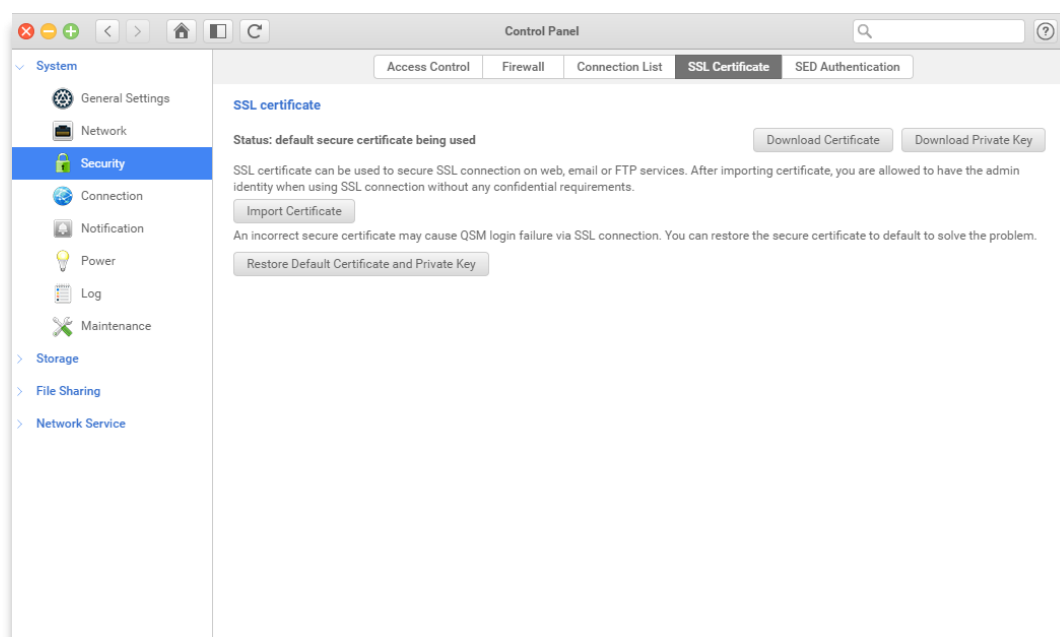 Control Panel
?
System
General Settings
Network
Security
Connection
Notification
Power
Log
Maintenance
Storage
File Sharing
Network Service
Access Control Firewall Connection List SSL Certificate SED Authentication
SSL certificate
Status: default secure certificate being used Download Certificate Download Private Key
SSL certificate can be used to secure SSL connection on web, email or FTP services. After importing certificate, you are allowed to have the admin
identity when using SSL connection without any confidential requirements.
Import Certificate
An incorrect secure certificate may cause QSM login failure via SSL connection. You can restore the secure certificate to default to solve the problem.
Restore Default Certificate and Private Key